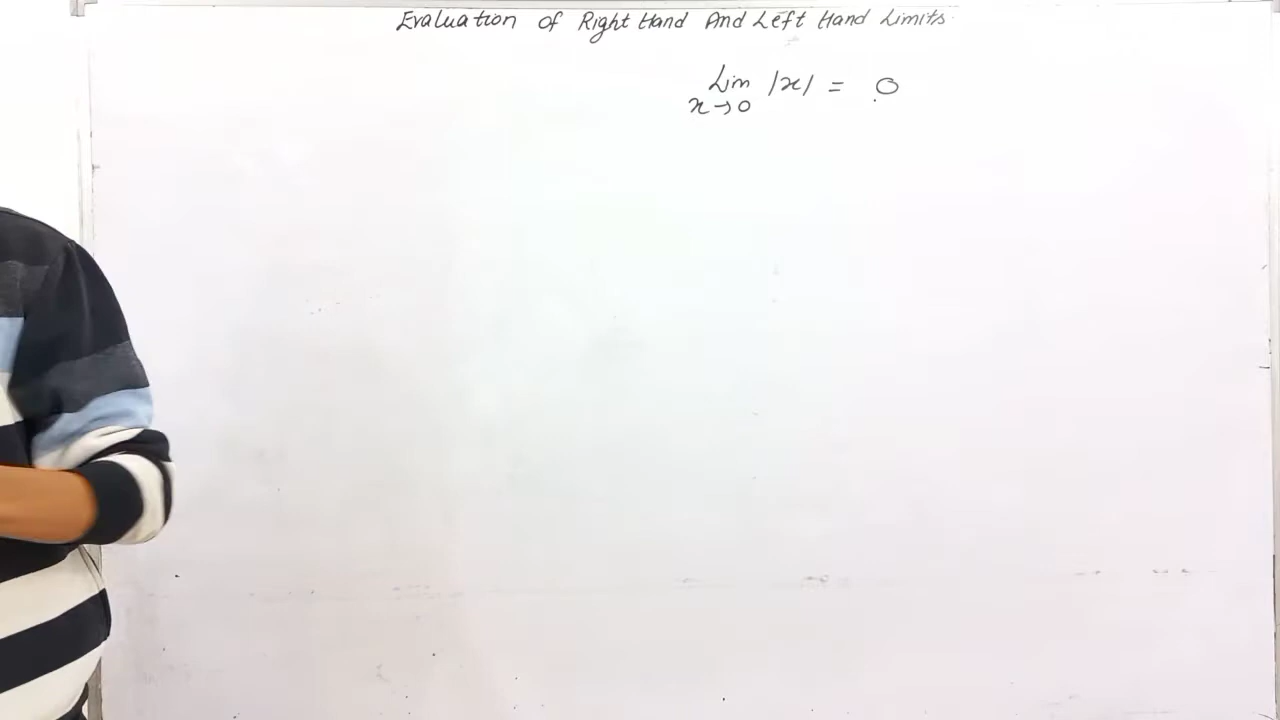 Evaluation of Right Hand And Left Hand Limits.
Lim |x| = 0
x→0